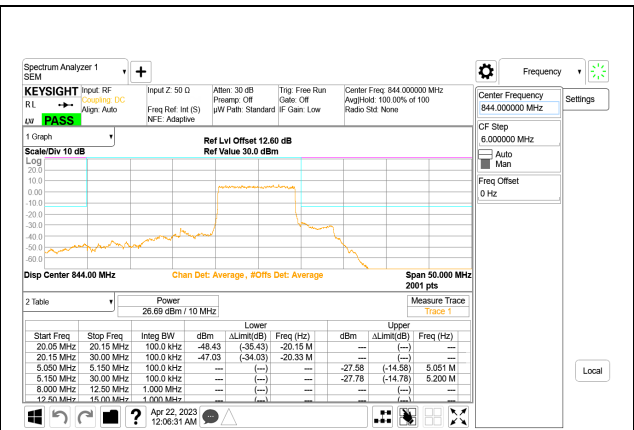 Spectrum Analyzer 1
SEM
Frequency
KEYSIGHT
Input: RF
Coupling: DC
Align: Auto
Input Z: 50 Ω
Freq Ref: Int (S)
NFE: Adaptive
Atten: 30 dB
Preamp: Off
µW Path: Standard
Trig: Free Run
Gate: Off
IF Gain: Low
Center Freq: 844.000000 MHz
Avg|Hold: 100.00% of 100
Radio Std: None
RL
LXI PASS
Center Frequency
844.000000 MHz
Settings
CF Step
6.000000 MHz
Auto
Man
Freq Offset
0 Hz
1 Graph
Scale/Div 10 dB
Ref Lvl Offset 12.60 dB
Ref Value 30.0 dBm
Log
20.0
10.0
0.00
-10.0
-20.0
-30.0
-40.0
-50.0
-60.0
Disp Center 844.00 MHz
Chan Det: Average , #Offs Det: Average
Span 50.000 MHz
2001 pts
2 Table
Power
26.69 dBm / 10 MHz
Measure Trace
Trace 1
Lower Upper
Start Freq Stop Freq Integ BW dBm ΔLimit(dB) Freq (Hz) dBm ΔLimit(dB) Freq (Hz)
20.05 MHz 20.15 MHz 100.0 kHz -48.43 (-35.43) -20.15 M --- (---) ---
20.15 MHz 30.00 MHz 100.0 kHz -47.03 (-34.03) -20.33 M --- (---) ---
5.050 MHz 5.150 MHz 100.0 kHz --- (---) --- -27.58 (-14.58) 5.051 M
5.150 MHz 30.00 MHz 100.0 kHz --- (---) --- -27.78 (-14.78) 5.200 M
8.000 MHz 12.50 MHz 1.000 MHz --- (---) --- --- (---) ---
12.50 MHz 15.00 MHz 1.000 MHz --- (---) --- --- (---) ---
Local
?
Apr 22, 2023
12:06:31 AM